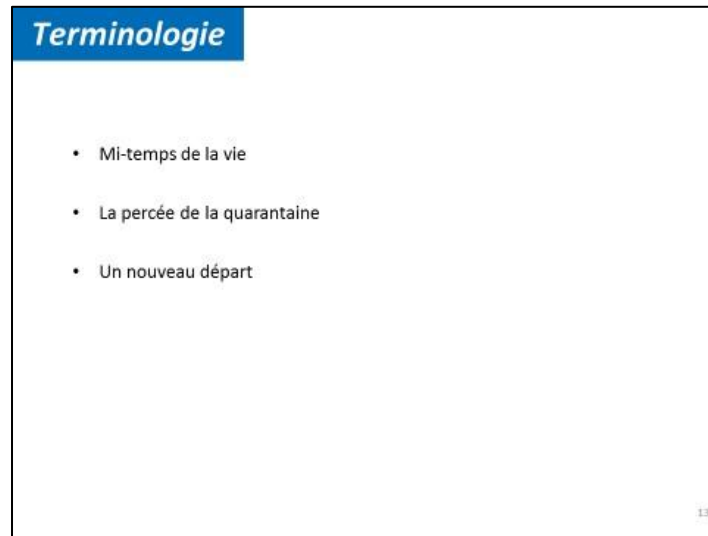 Terminologie
• Mi-temps de la vie
• La percée de la quarantaine
• Un nouveau départ
13